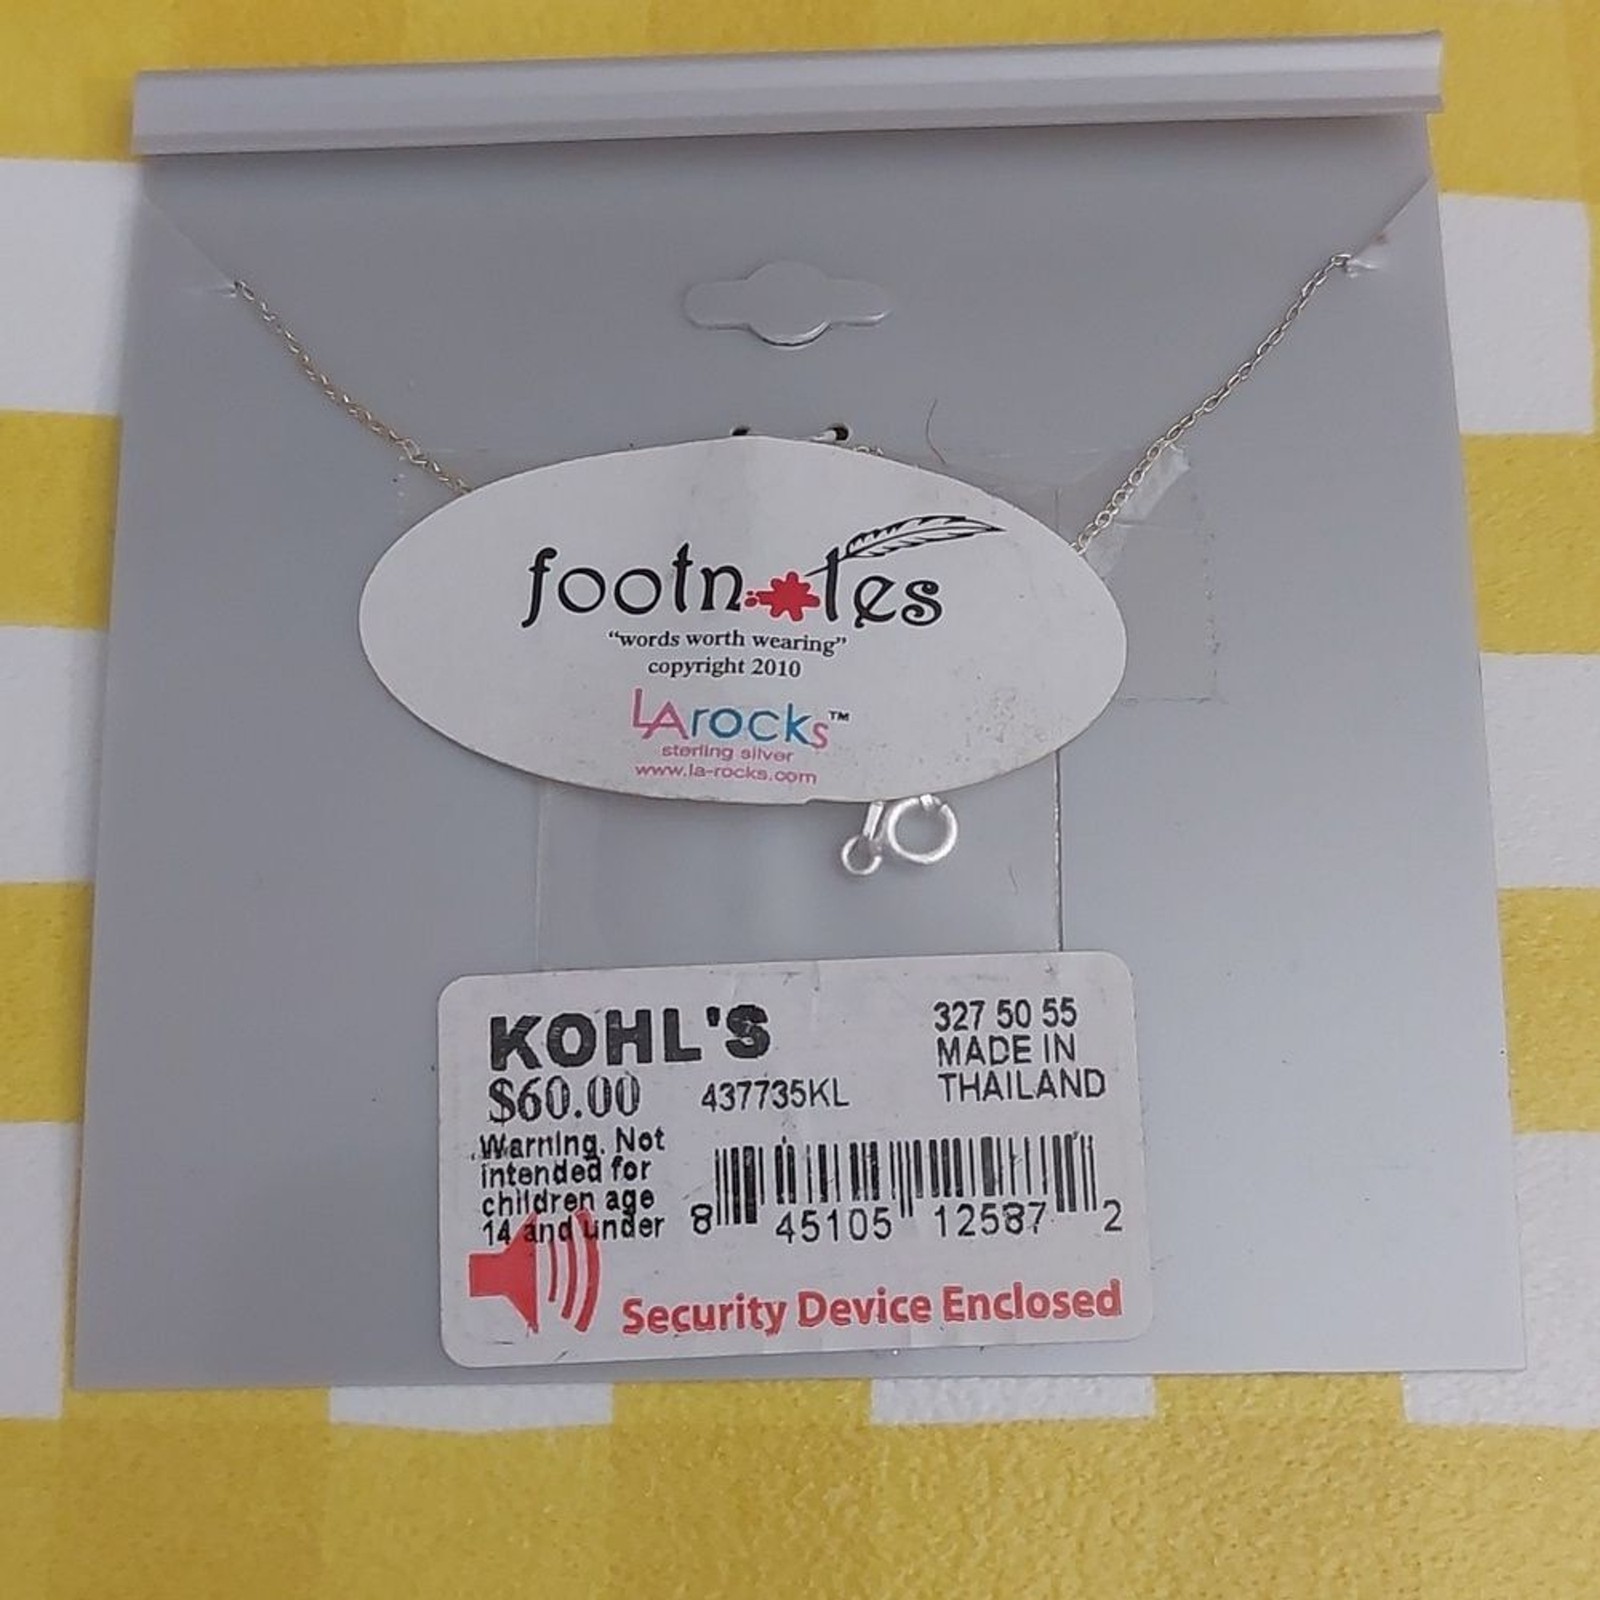 footnotes
“words worth wearing”
copyright 2010
LArocks™
sterling silver
www.la-rocks.com
KOHL'S
$60.00
437735KL
327 50 55
MADE IN
THAILAND
Warning. Not
intended for
children age
14 and under
8 45105 12587 2
Security Device Enclosed